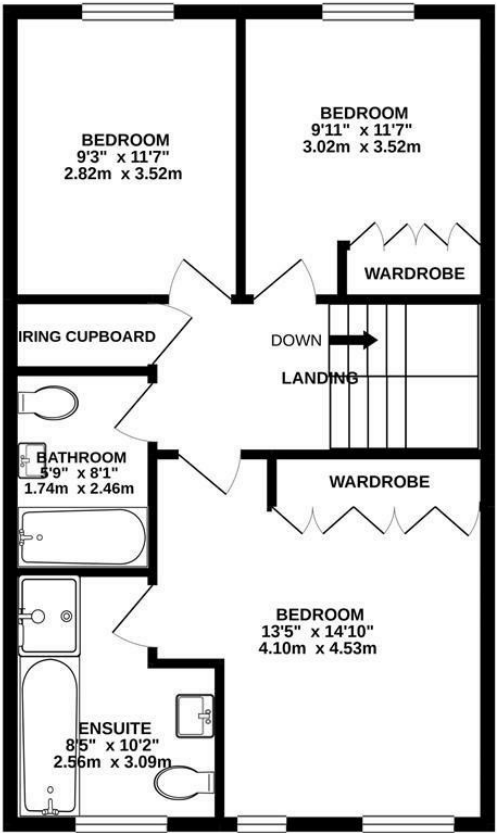 BEDROOM
9'3" x 11'7"
2.82m x 3.52m
BEDROOM
9'11" x 11'7"
3.02m x 3.52m
WARDROBE
IRING CUPBOARD
DOWN
LANDING
BATHROOM
5'9" x 8'1"
1.74m x 2.46m
WARDROBE
BEDROOM
13'5" x 14'10"
4.10m x 4.53m
ENSUITE
8'5" x 10'2"
2.56m x 3.09m